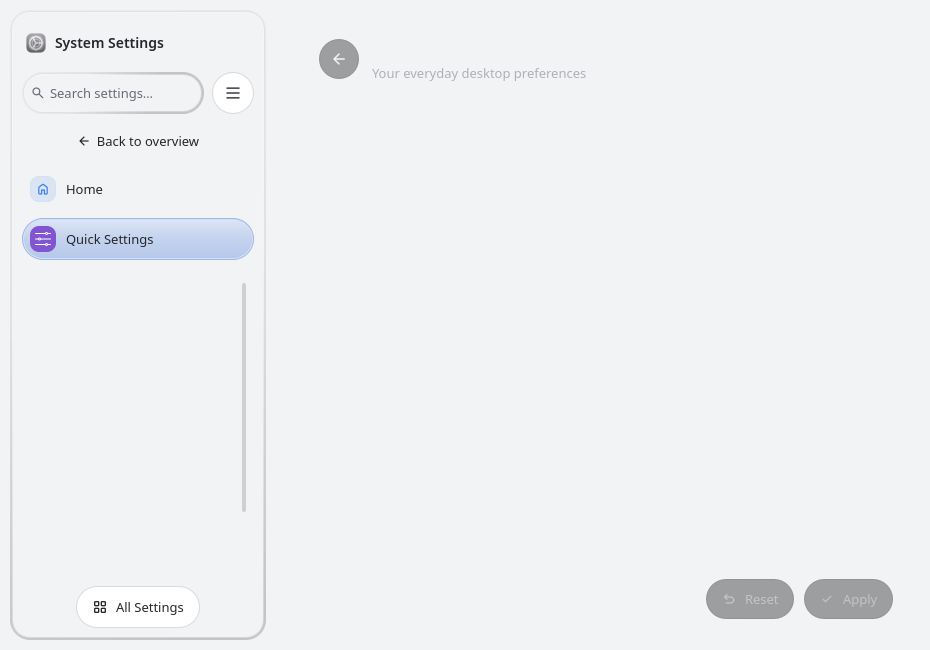 System Settings
Search settings...
Back to overview
Home
Quick Settings
All Settings
Your everyday desktop preferences
Reset
Apply